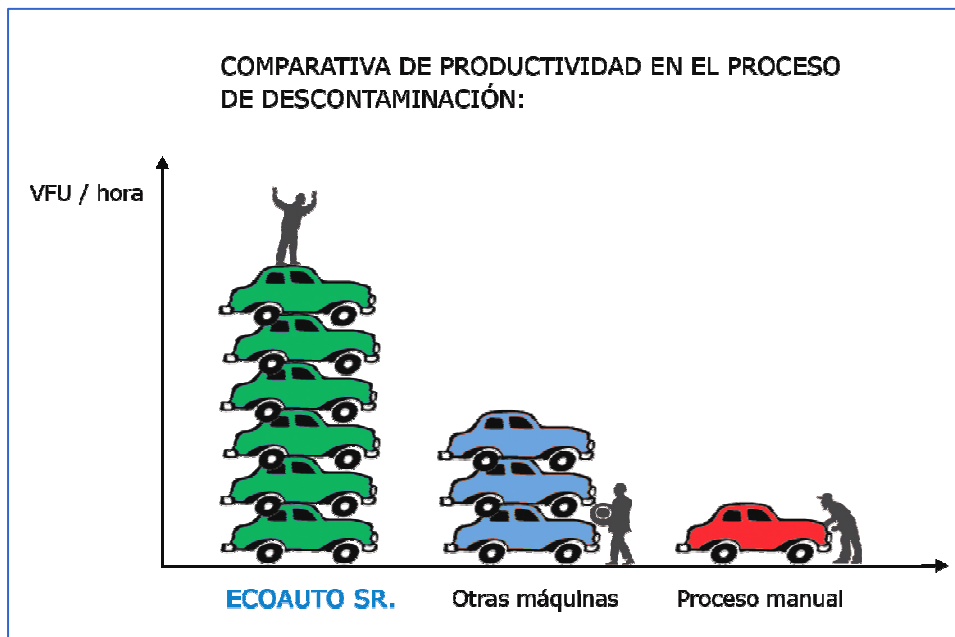 COMPARATIVA DE PRODUCTIVIDAD EN EL PROCESO
DE DESCONTAMINACIÓN:
VFU / hora
ECOAUTO SR.
Otras máquinas
Proceso manual